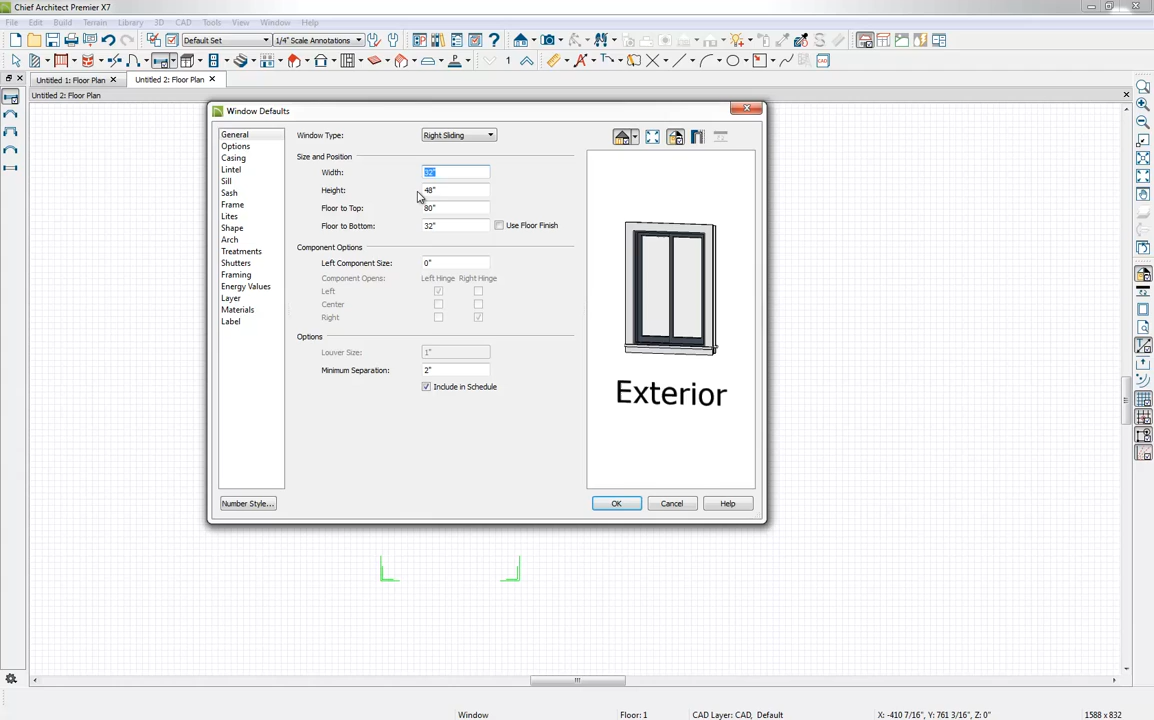 Chief Architect Premier X7
File Edit Build Terrain Library 3D CAD Tools Window Help
Default Set 1/4" Scale Annotations
1
CAD
Untitled 1: Floor Plan Untitled 2: Floor Plan
Untitled 2: Floor Plan
Window Defaults
General
Options
Casing
Lintel
Sill
Sash
Frame
Lites
Shape
Arch
Treatments
Shutters
Framing
Energy Values
Layer
Materials
Label
Window Type: Right Sliding
Size and Position
Width: 32"
Height: 48"
Floor to Top: 80"
Floor to Bottom: 32" Use Floor Finish
Component Options
Left Component Size: 0"
Component Opens: Left Hinge Right Hinge
Left
Center
Right
Options
Louver Size: 1"
Minimum Separation: 2"
Include in Schedule
Exterior
Number Style... OK Cancel Help
Window Floor: 1 CAD Layer: CAD, Default X: -410 7/16", Y: 761 3/16", Z: 0" 1588 x 832